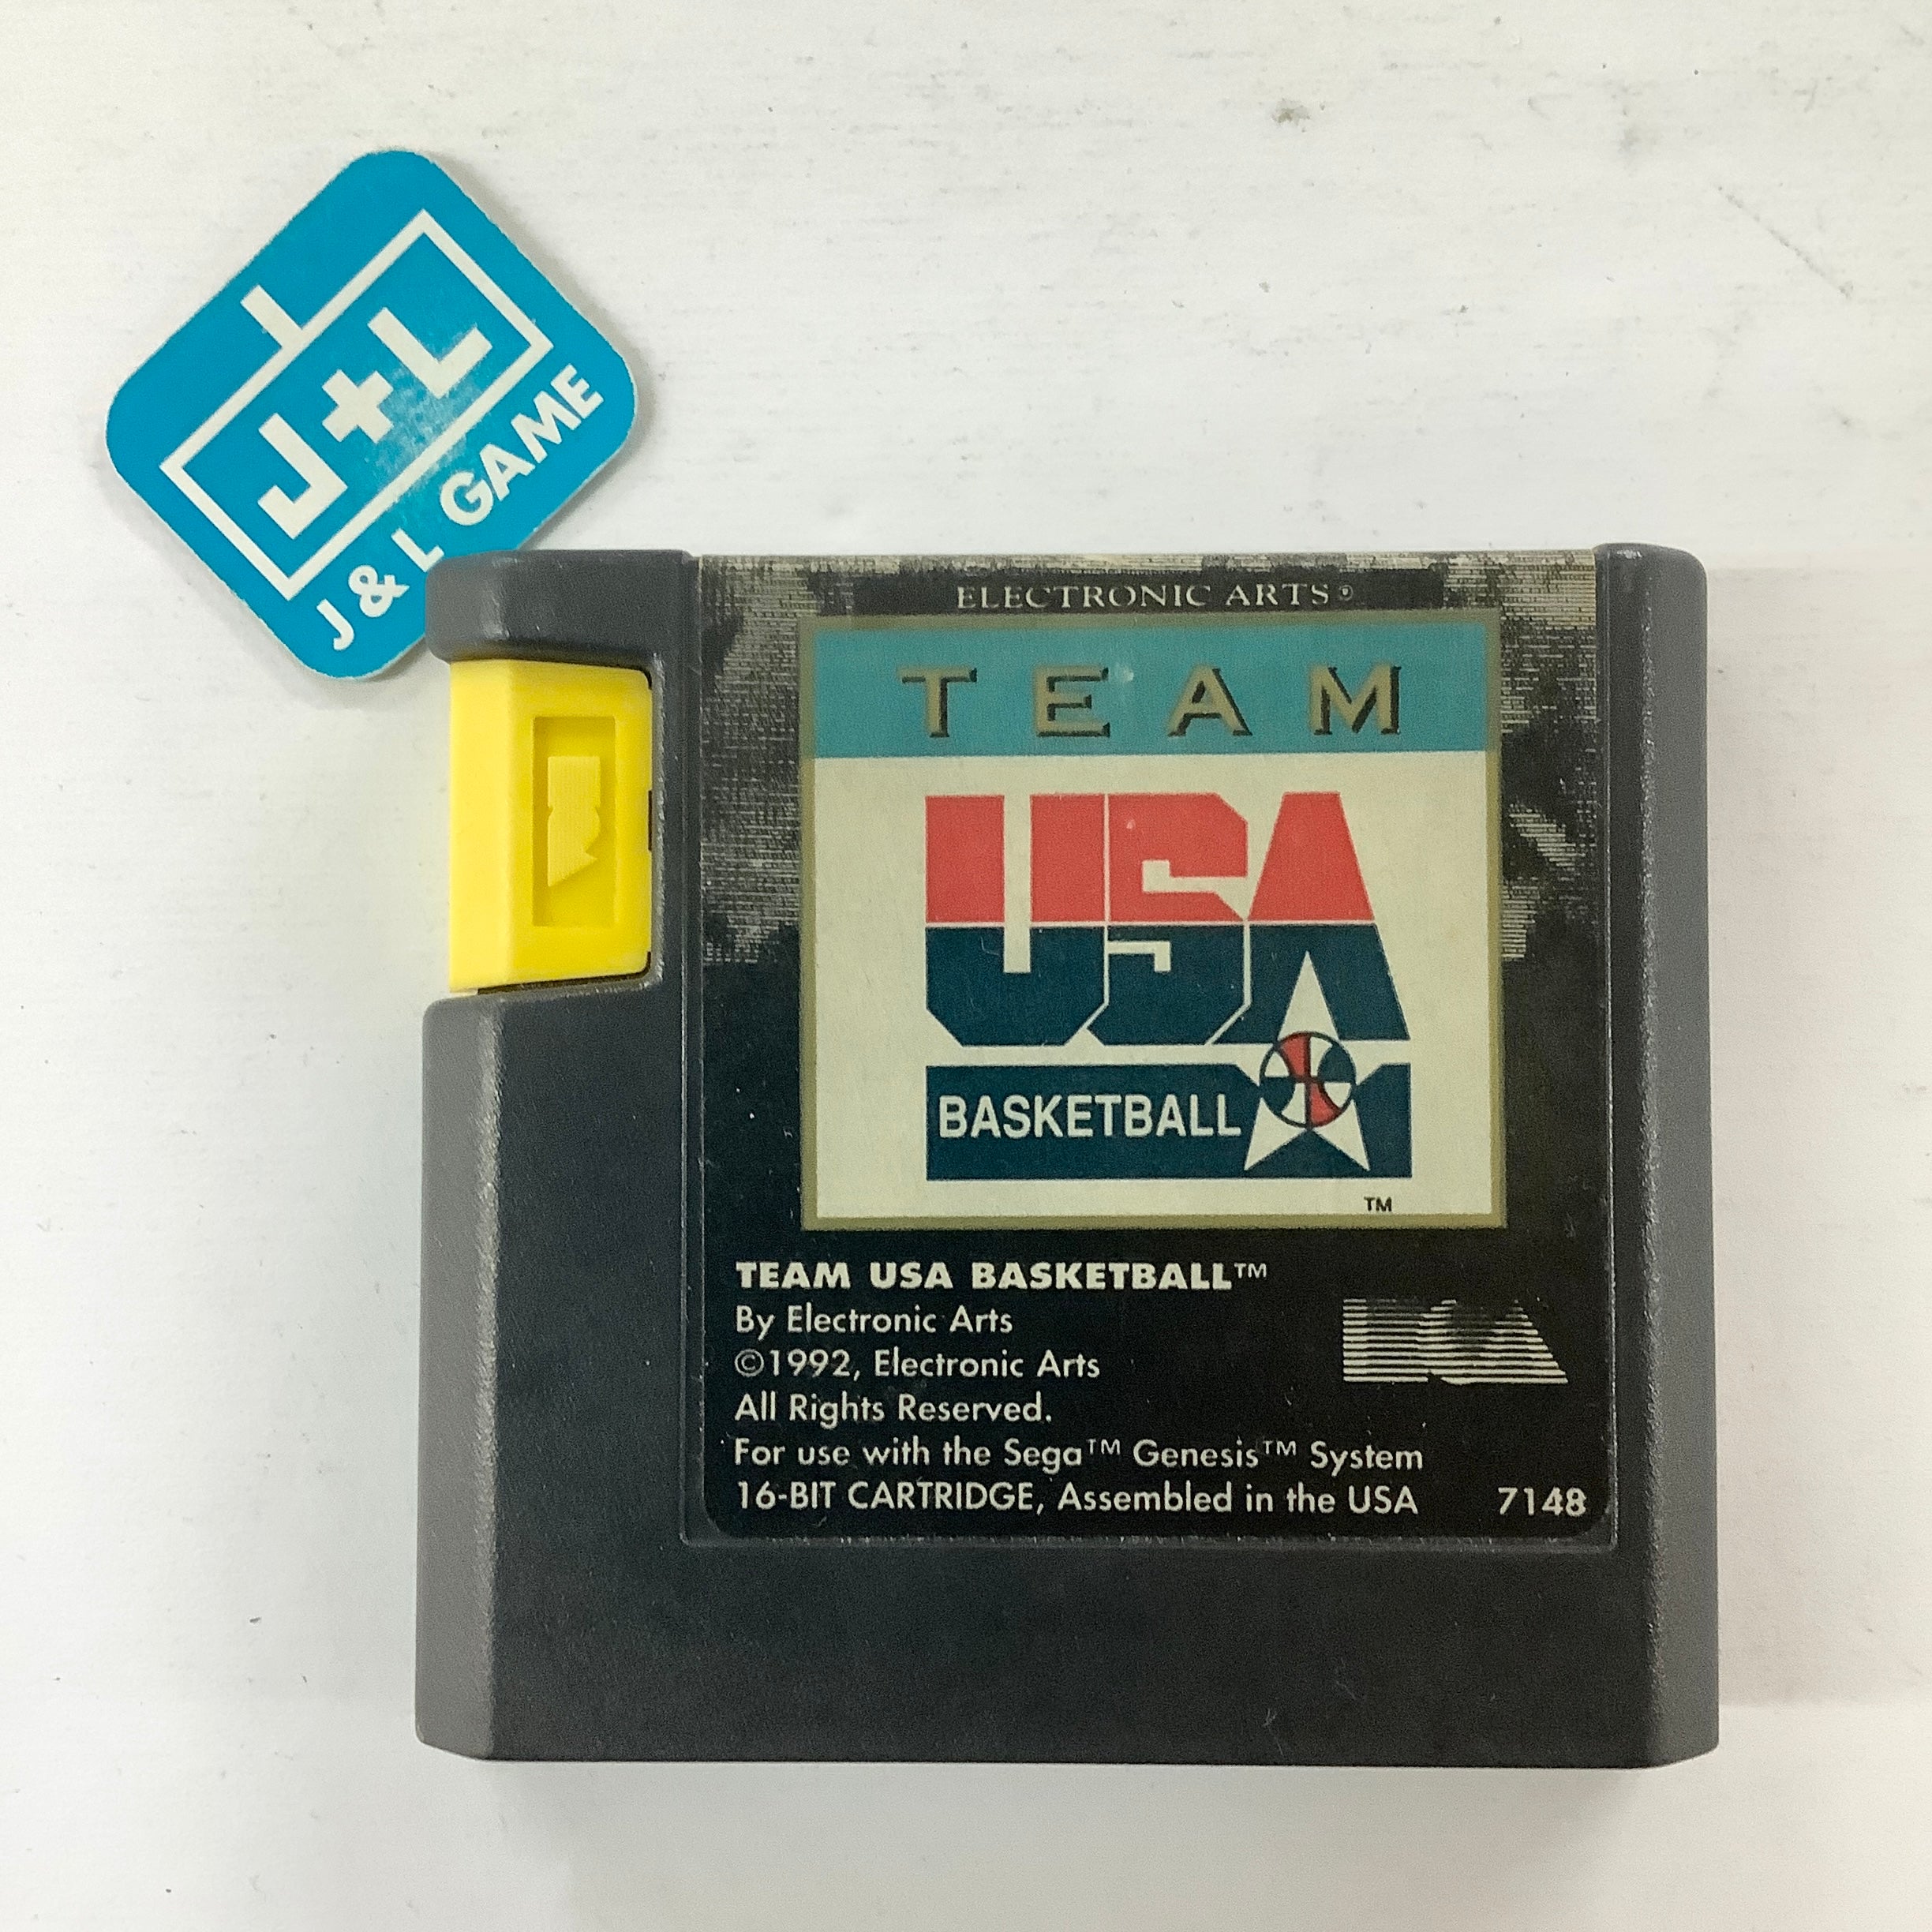 J+L
J & L GAME
ELECTRONIC ARTS®
TEAM
USA
BASKETBALL
TM
TEAM USA BASKETBALL™
By Electronic Arts
©1992, Electronic Arts
All Rights Reserved.
For use with the Sega™ Genesis™ System
16-BIT CARTRIDGE, Assembled in the USA 7148
EA